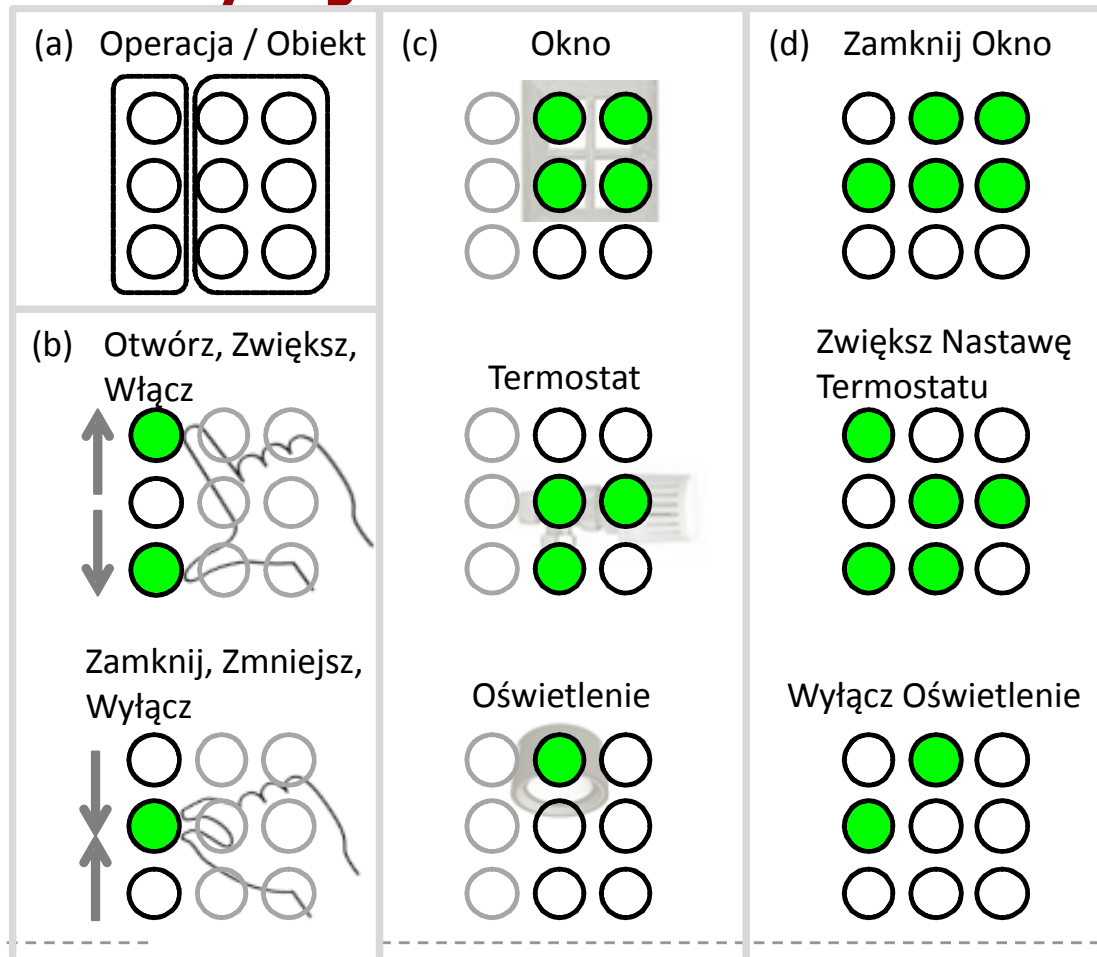 (a) Operacja / Obiekt
(b) Otwórz, Zwiększ,
Włącz
Zamknij, Zmniejsz,
Wyłącz
(c) Okno
Termostat
Oświetlenie
(d) Zamknij Okno
Zwiększ Nastawę
Termostatu
Wyłącz Oświetlenie